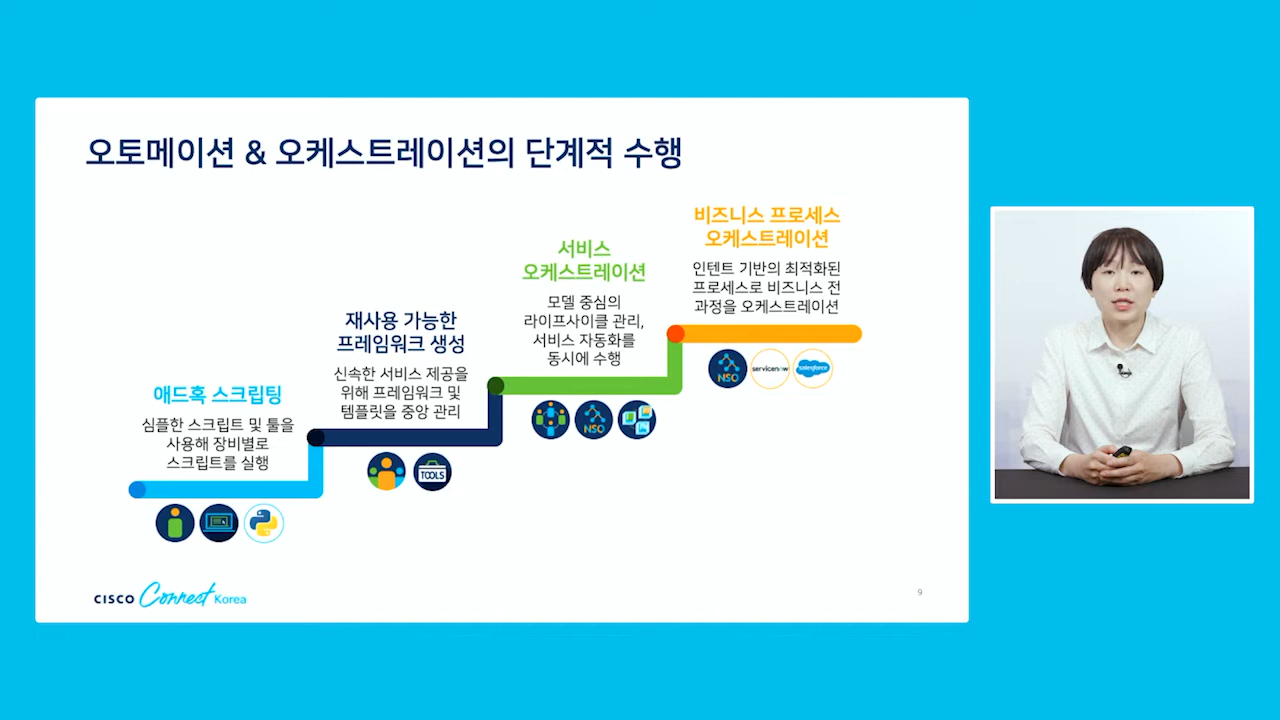 오토메이션 & 오케스트레이션의 단계적 수행
애드혹 스크립팅
심플한 스크립트 및 툴을
사용해 장비별로
스크립트를 실행
재사용 가능한
프레임워크 생성
신속한 서비스 제공을
위해 프레임워크 및
템플릿을 중앙 관리
TOOLS
서비스
오케스트레이션
모델 중심의
라이프사이클 관리,
서비스 자동화를
동시에 수행
NSO
비즈니스 프로세스
오케스트레이션
인텐트 기반의 최적화된
프로세스로 비즈니스 전
과정을 오케스트레이션
NSO
servicenow
salesforce
CISCO Connect Korea
9